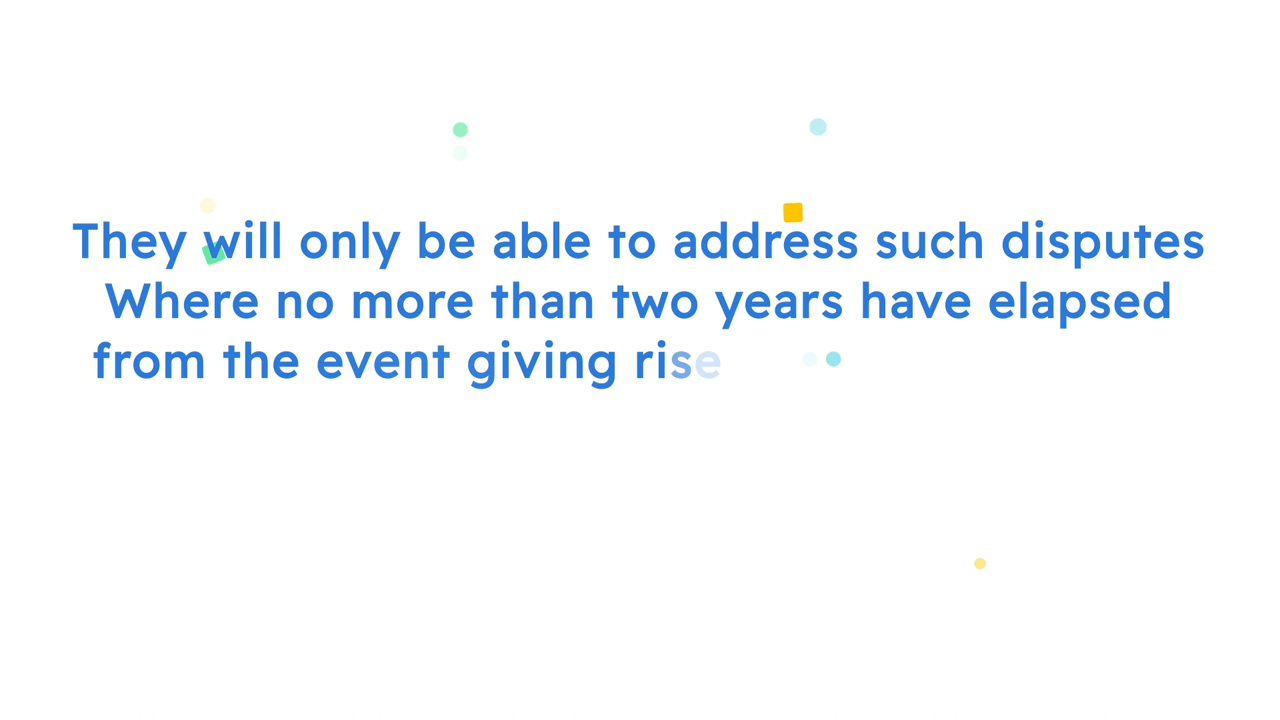 They will only be able to address such disputes
Where no more than two years have elapsed
from the event giving rise